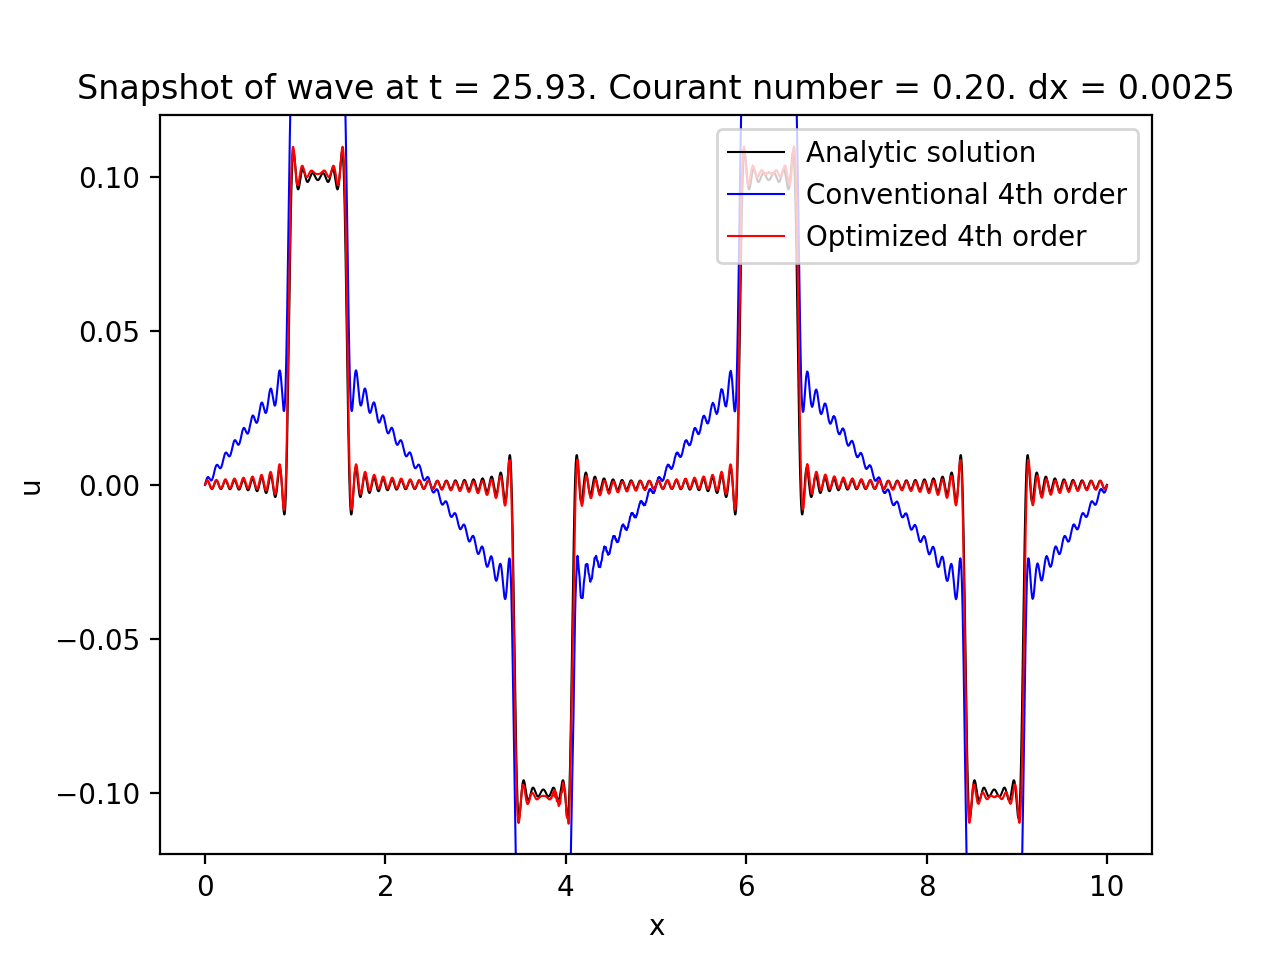 Snapshot of wave at t = 25.93. Courant number = 0.20. dx = 0.0025
Analytic solution
Conventional 4th order
Optimized 4th order
0.10
0.05
0.00
−0.05
−0.10
u
0 2 4 6 8 10
x